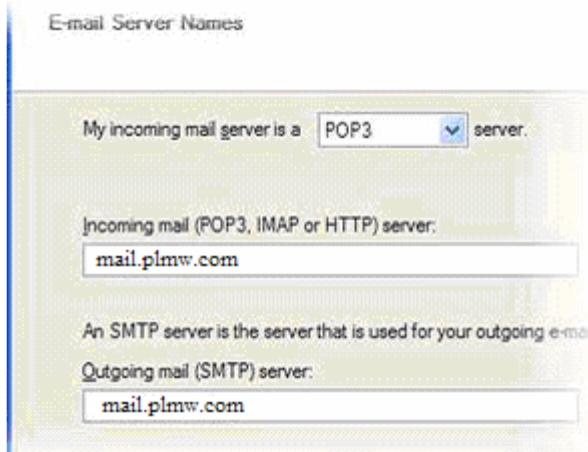 E-mail Server Names
My incoming mail server is a POP3 server.
Incoming mail (POP3, IMAP or HTTP) server:
mail.plmw.com
An SMTP server is the server that is used for your outgoing e-ma
Outgoing mail (SMTP) server:
mail.plmw.com